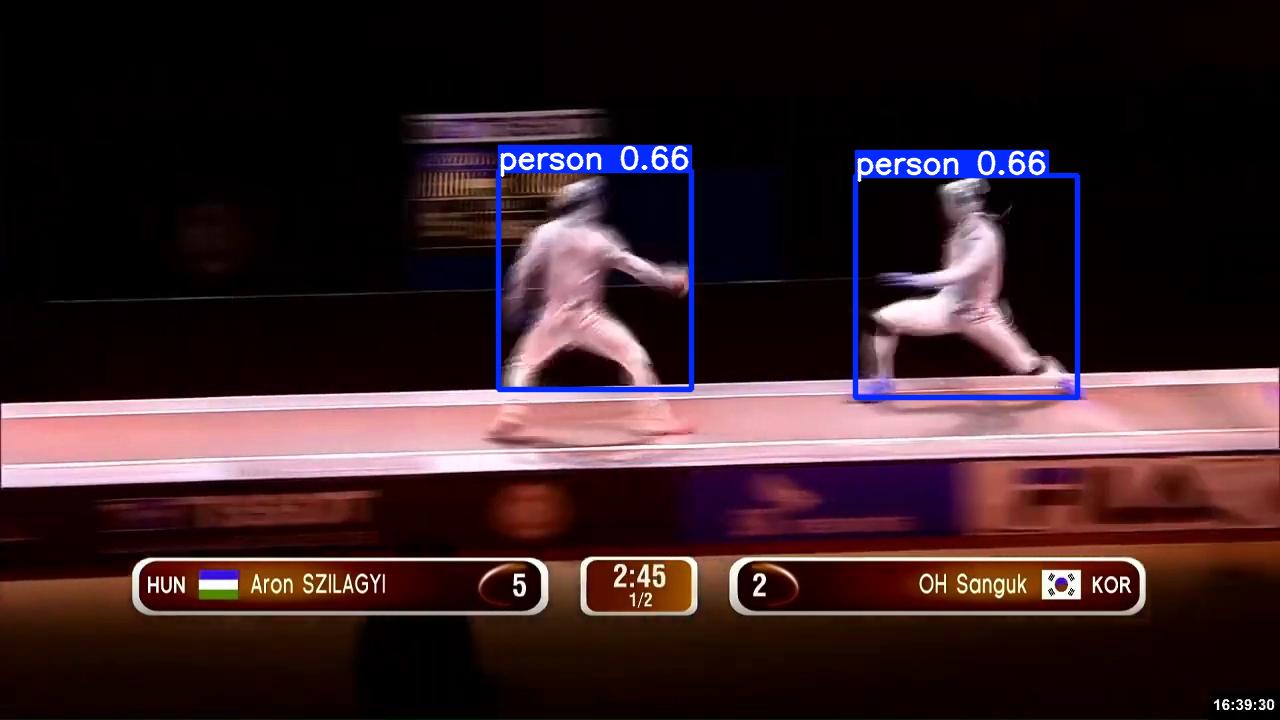 person 0.66
person 0.66
HUN Aron SZILAGYI 5
2:45
1/2
2 OH Sanguk KOR
16:39:30